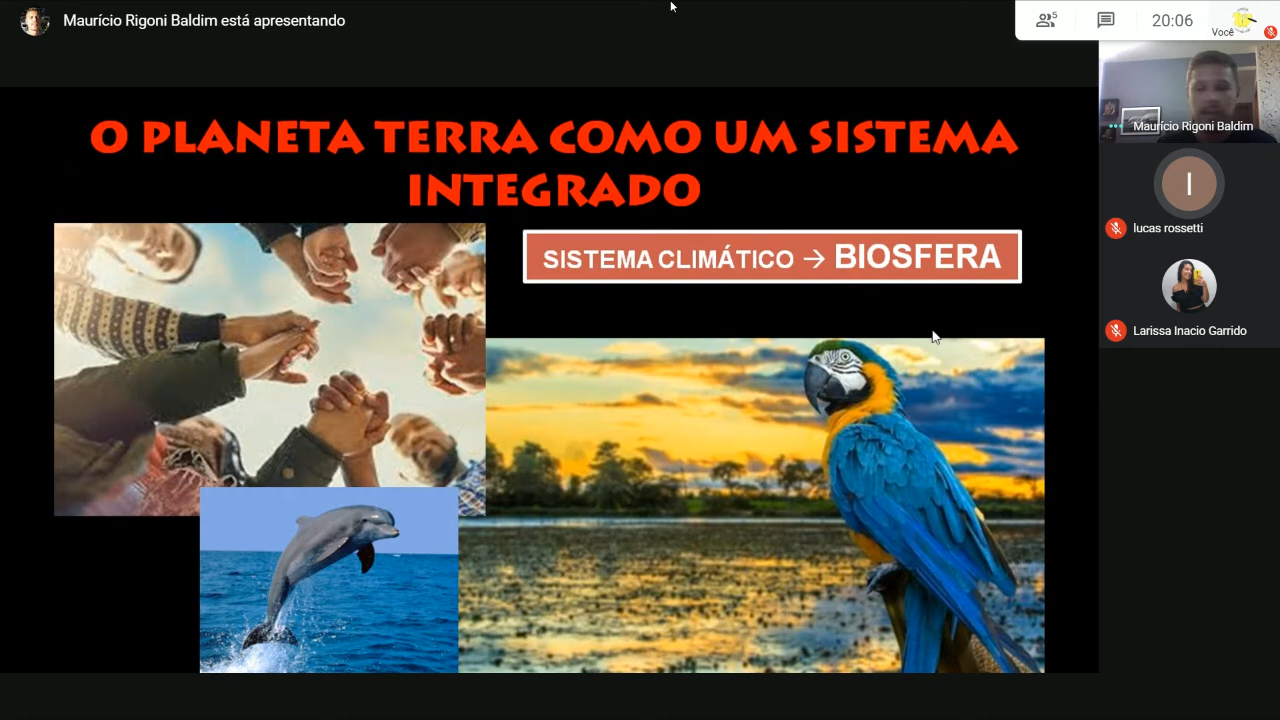 Maurício Rigoni Baldim está apresentando
5
20:06
Você
O PLANETA TERRA COMO UM SISTEMA
INTEGRADO
SISTEMA CLIMÁTICO → BIOSFERA
Maurício Rigoni Baldim
l
lucas rossetti
Larissa Inacio Garrido